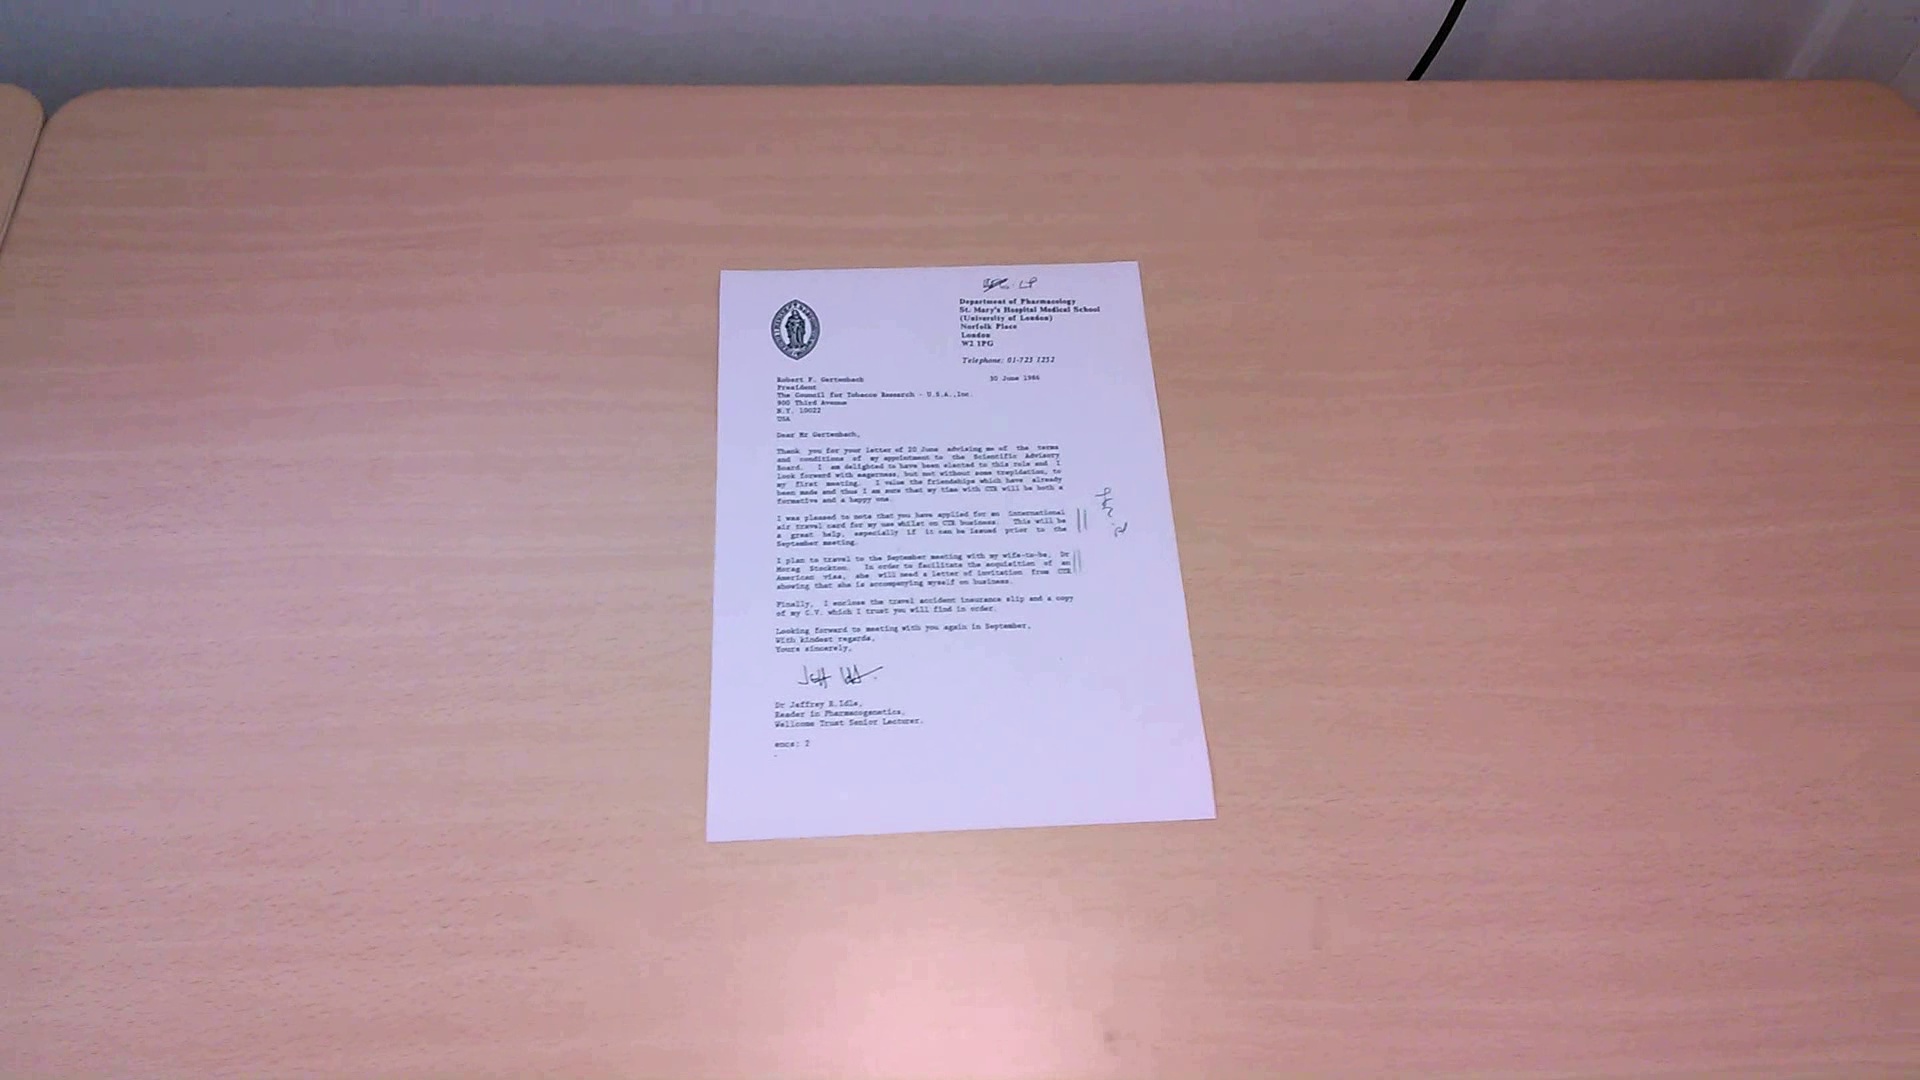 Department of Pharmacology
St. Mary's Hospital Medical School
(University of London)
Norfolk Place
London
W2 1PG
Telephone: 01-723 1252
Robert F. Gertenbach
30 June 1986
President
The Council for Tobacco Research - U.S.A.,Inc.
900 Third Avenue
N.Y. 10022
USA
Dear Mr Gertenbach,
Thank you for your letter of 20 June advising me of the terms
and conditions of my appointment to the Scientific Advisory
Board. I am delighted to have been elected to this role and I
look forward with eagerness, but not without some trepidation, to
my first meeting. I value the friendships which have already
been made and thus I am sure that my time with CTR will be both a
formative and a happy one.
I was pleased to note that you have applied for an international
air travel card for my use whilst on CTR business. This will be
a great help, especially if it can be issued prior to the
September meeting.
I plan to travel to the September meeting with my wife-to-be, Dr
Morag Stockton. In order to facilitate the acquisition of an
American visa, she will need a letter of invitation from CTR
showing that she is accompanying myself on business.
Finally, I enclose the travel accident insurance slip and a copy
of my C.V. which I trust you will find in order.
Looking forward to meeting with you again in September,
With kindest regards,
Yours sincerely,
Dr Jeffrey R.Idle,
Reader in Pharmacogenetics,
Wellcome Trust Senior Lecturer.
encs: 2